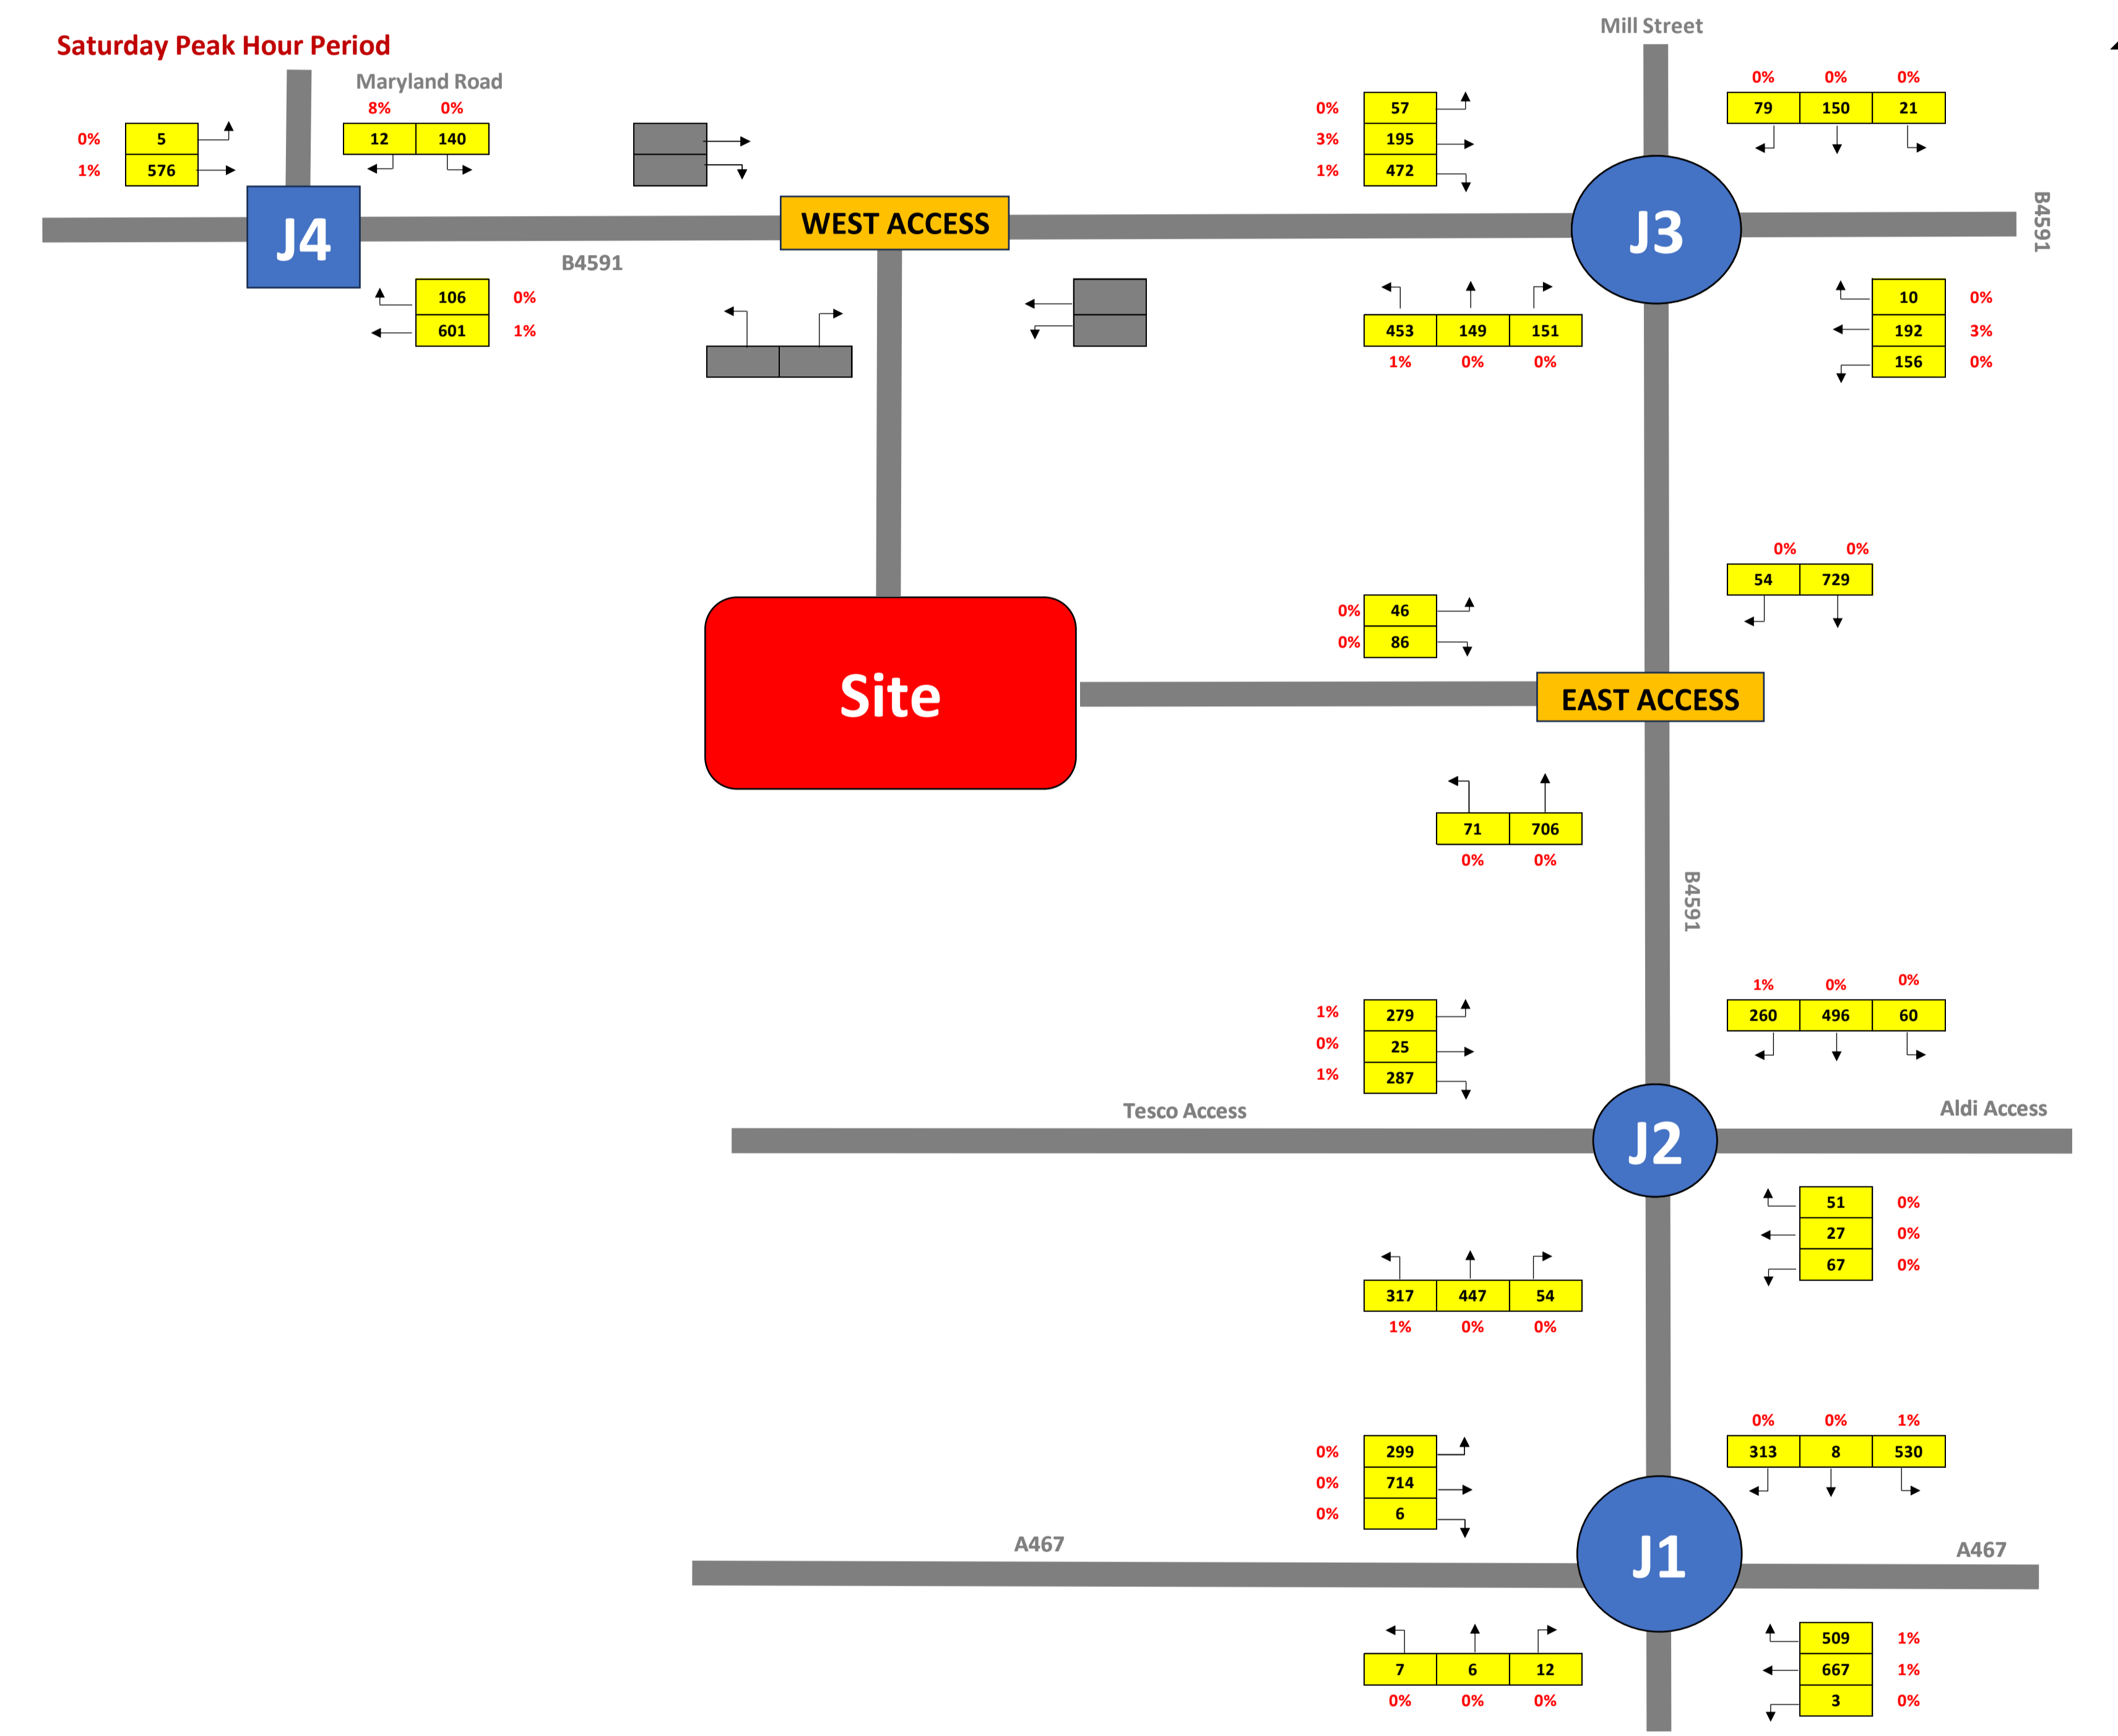 Mill Street
Saturday Peak Hour Period
Maryland Road
0% 0% 0%
8% 0%
0% 57
79 150 21
0% 5
12 140
3% 195
1% 576
1% 472
WEST ACCESS
J3
J4
B4591
B4591
106 0%
601 1%
453 149 151
1% 0% 0%
10 0%
192 3%
156 0%
0% 0%
54 729
0% 46
0% 86
Site
EAST ACCESS
71 706
0% 0%
B4591
1% 0% 0%
260 496 60
1% 279
0% 25
1% 287
Tesco Access
Aldi Access
J2
51 0%
27 0%
67 0%
317 447 54
1% 0% 0%
0% 0% 1%
313 8 530
0% 299
0% 714
0% 6
A467
A467
J1
7 6 12
0% 0% 0%
509 1%
667 1%
3 0%